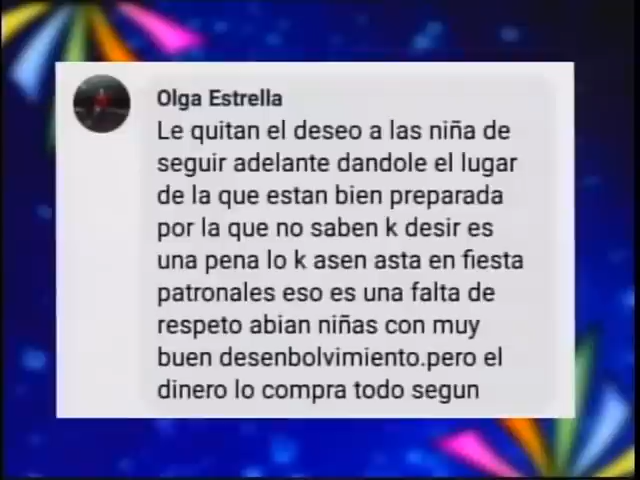 Olga Estrella
Le quitan el deseo a las niña de
seguir adelante dandole el lugar
de la que estan bien preparada
por la que no saben k desir es
una pena lo k asen asta en fiesta
patronales eso es una falta de
respeto abian niñas con muy
buen desenbolvimiento.pero el
dinero lo compra todo segun